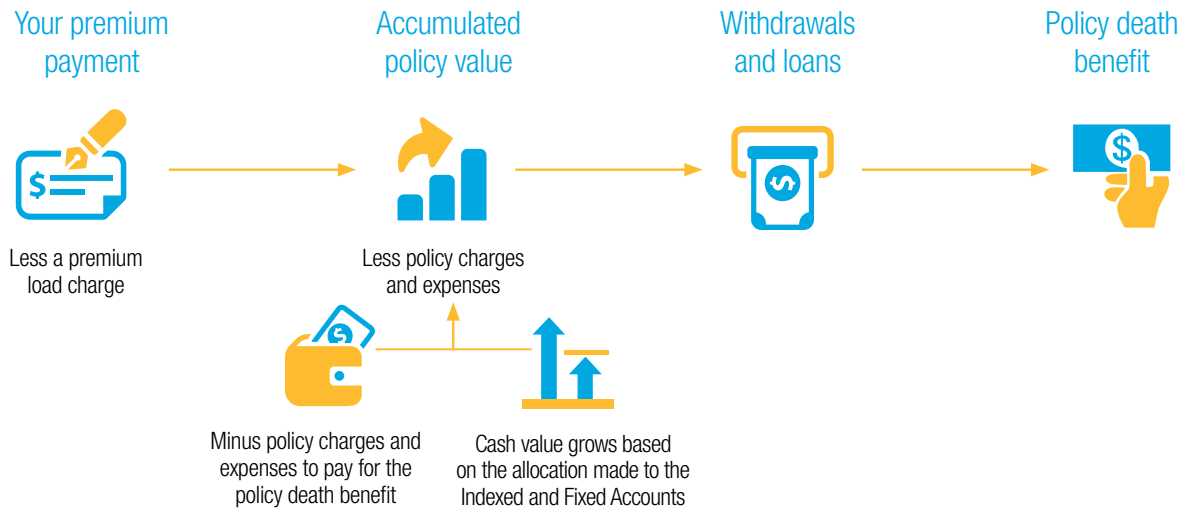 Your premium
payment
Accumulated
policy value
Withdrawals
and loans
Policy death
benefit
$
$
$
Less a premium
load charge
Less policy charges
and expenses
$
Minus policy charges and
expenses to pay for the
policy death benefit
Cash value grows based
on the allocation made to the
Indexed and Fixed Accounts